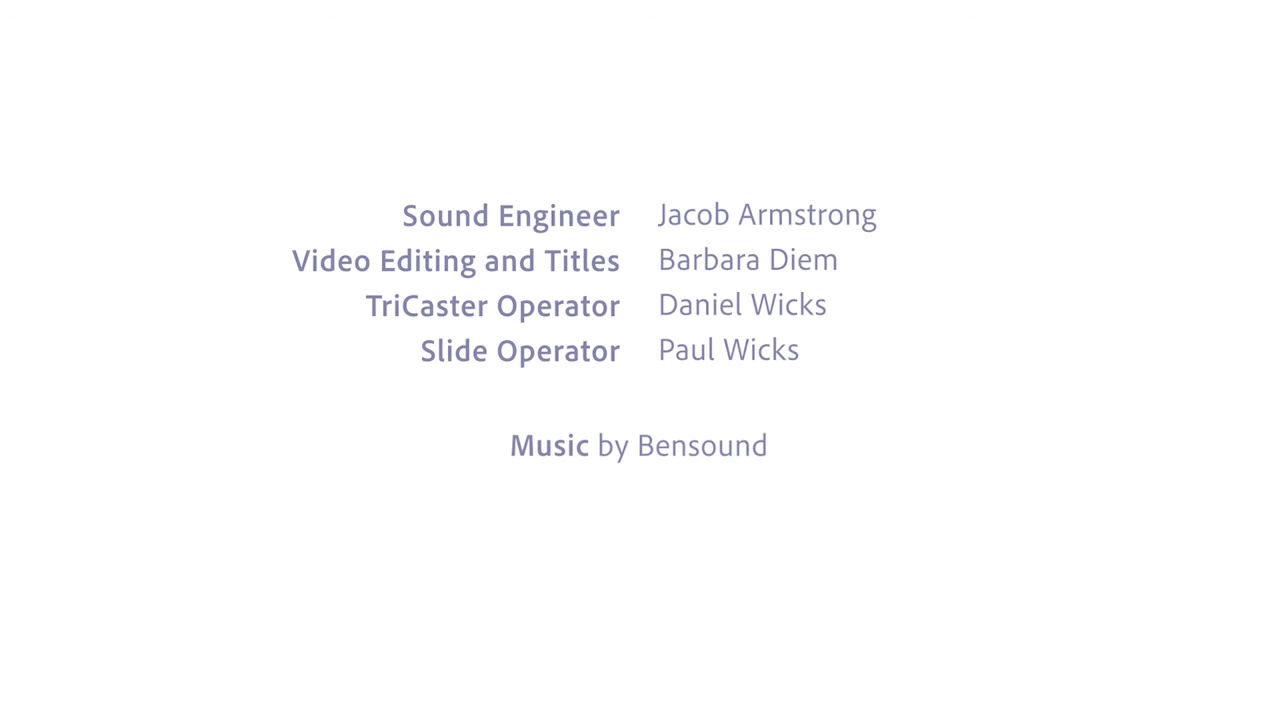 Sound Engineer Jacob Armstrong
Video Editing and Titles Barbara Diem
TriCaster Operator Daniel Wicks
Slide Operator Paul Wicks
Music by Bensound